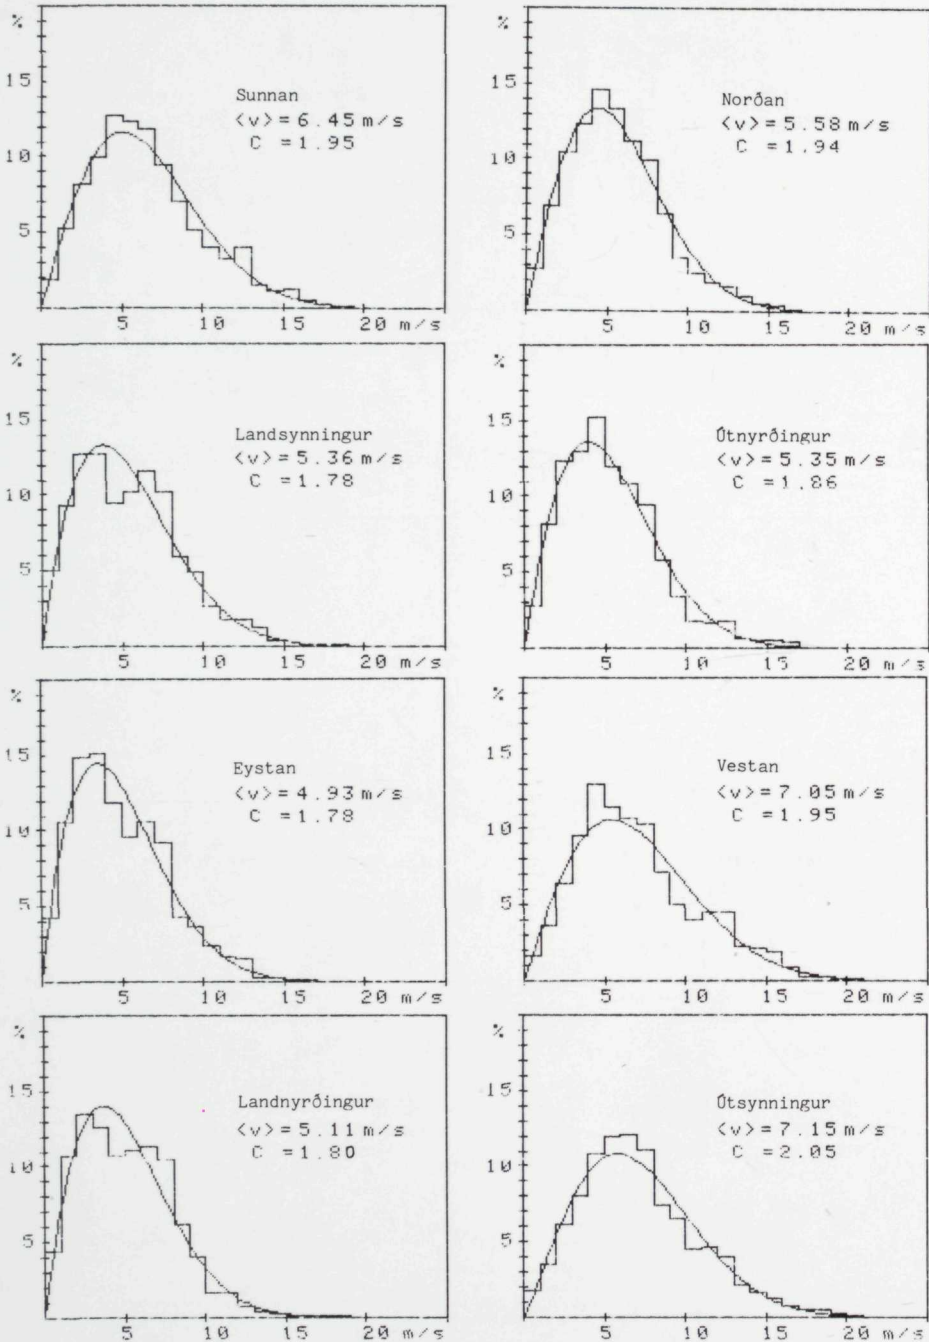 %
15
10
5
Sunnan
<v> = 6.45 m/s
C = 1.95
5 10 15 20 m/s
%
15
10
5
Norðan
<v> = 5.58 m/s
C = 1.94
5 10 15 20 m/s
%
15
10
5
Landsynningur
<v> = 5.36 m/s
C = 1.78
5 10 15 20 m/s
%
15
10
5
Útnyrðingur
<v> = 5.35 m/s
C = 1.86
5 10 15 20 m/s
%
15
10
5
Eystan
<v> = 4.93 m/s
C = 1.78
5 10 15 20 m/s
%
15
10
5
Vestan
<v> = 7.05 m/s
C = 1.95
5 10 15 20 m/s
%
15
10
5
Landnyrðingur
<v> = 5.11 m/s
C = 1.80
5 10 15 20 m/s
%
15
10
5
Útsynningur
<v> = 7.15 m/s
C = 2.05
5 10 15 20 m/s